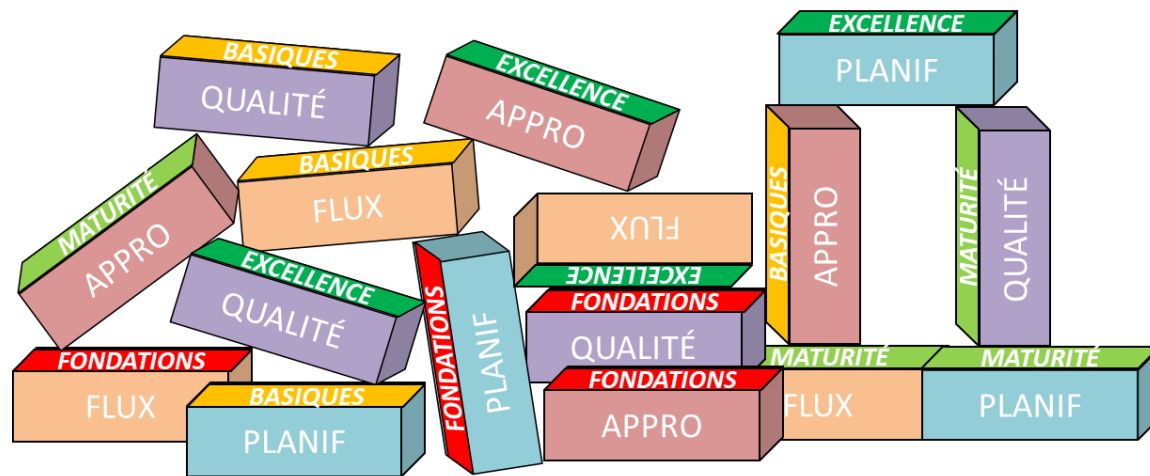 EXCELLENCE
PLANIF
BASIQUES
QUALITÉ
EXCELLENCE
APPRO
BASIQUES
FLUX
MATURITÉ
APPRO
FLUX
EXCELLENCE
BASIQUES
APPRO
MATURITÉ
QUALITÉ
EXCELLENCE
QUALITÉ
FONDATIONS
PLANIF
FONDATIONS
QUALITÉ
FONDATIONS
FLUX
BASIQUES
PLANIF
FONDATIONS
APPRO
MATURITÉ
FLUX
MATURITÉ
PLANIF